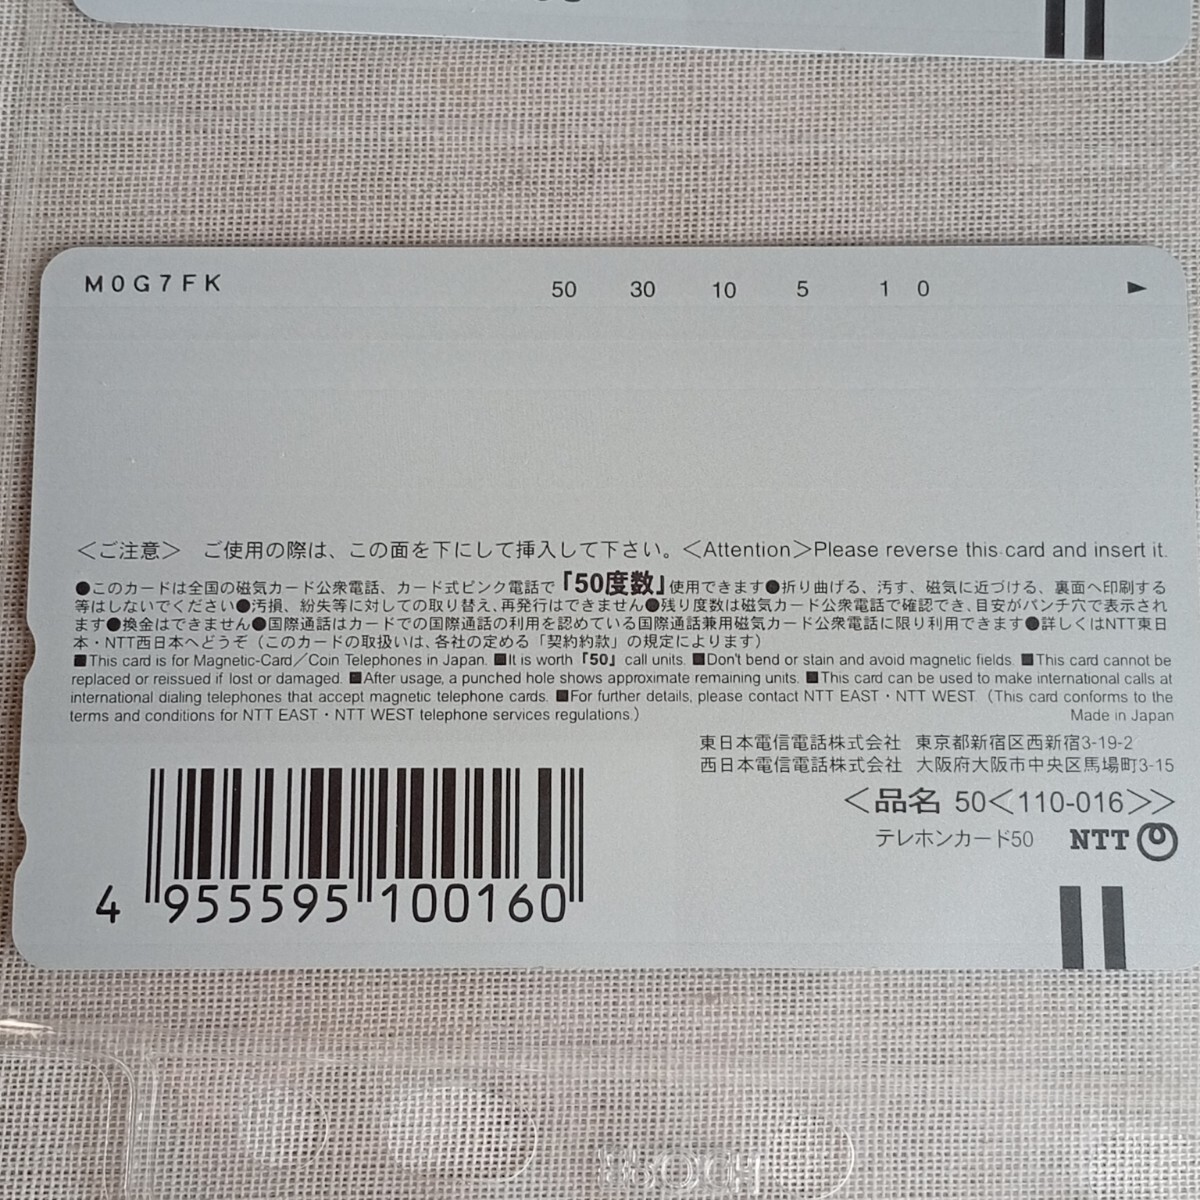 M0G7FK
50 30 10 5 1 0 ►
＜ご注意＞ ご使用の際は、この面を下にして挿入して下さい。＜Attention＞Please reverse this card and insert it.
●このカードは全国の磁気カード公衆電話、カード式ピンク電話で「50度数」使用できます●折り曲げる、汚す、磁気に近づける、裏面へ印刷する
等はしないでください●汚損、紛失等に対しての取り替え、再発行はできません●残り度数は磁気カード公衆電話で確認でき、目安がパンチ穴で表示され
ます●換金はできません●国際通話はカードでの国際通話の利用を認めている国際通話兼用磁気カード公衆電話に限り利用できます●詳しくはNTT東日
本・NTT西日本へどうぞ（このカードの取扱いは、各社の定める「契約約款」の規定によります）
■This card is for Magnetic-Card／Coin Telephones in Japan. ■It is worth「50」call units. ■Don't bend or stain and avoid magnetic fields. ■This card cannot be
replaced or reissued if lost or damaged. ■After usage, a punched hole shows approximate remaining units. ■This card can be used to make international calls at
international dialing telephones that accept magnetic telephone cards. ■For further details, please contact NTT EAST・NTT WEST.（This card conforms to the
terms and conditions for NTT EAST・NTT WEST telephone services regulations.） Made in Japan
東日本電信電話株式会社 東京都新宿区西新宿3-19-2
西日本電信電話株式会社 大阪府大阪市中央区馬場町3-15
＜品名 50＜110-016＞＞
テレホンカード50 NTT
4 955595 100160